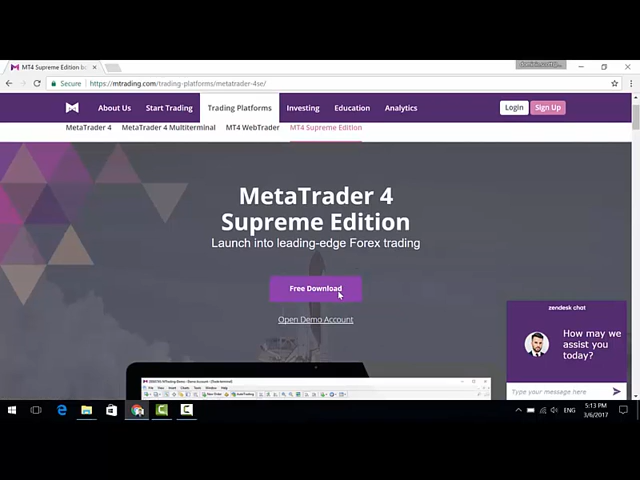 MT4 Supreme Edition bo
Secure https://mtrading.com/trading-platforms/metatrader-4se/
About Us Start Trading Trading Platforms Investing Education Analytics Login Sign Up
MetaTrader 4 MetaTrader 4 Multiterminal MT4 WebTrader MT4 Supreme Edition
MetaTrader 4
Supreme Edition
Launch into leading-edge Forex trading
Free Download
Open Demo Account
zendesk chat
How may we
assist you
today?
Type your message here
ENG
5:13 PM
3/6/2017